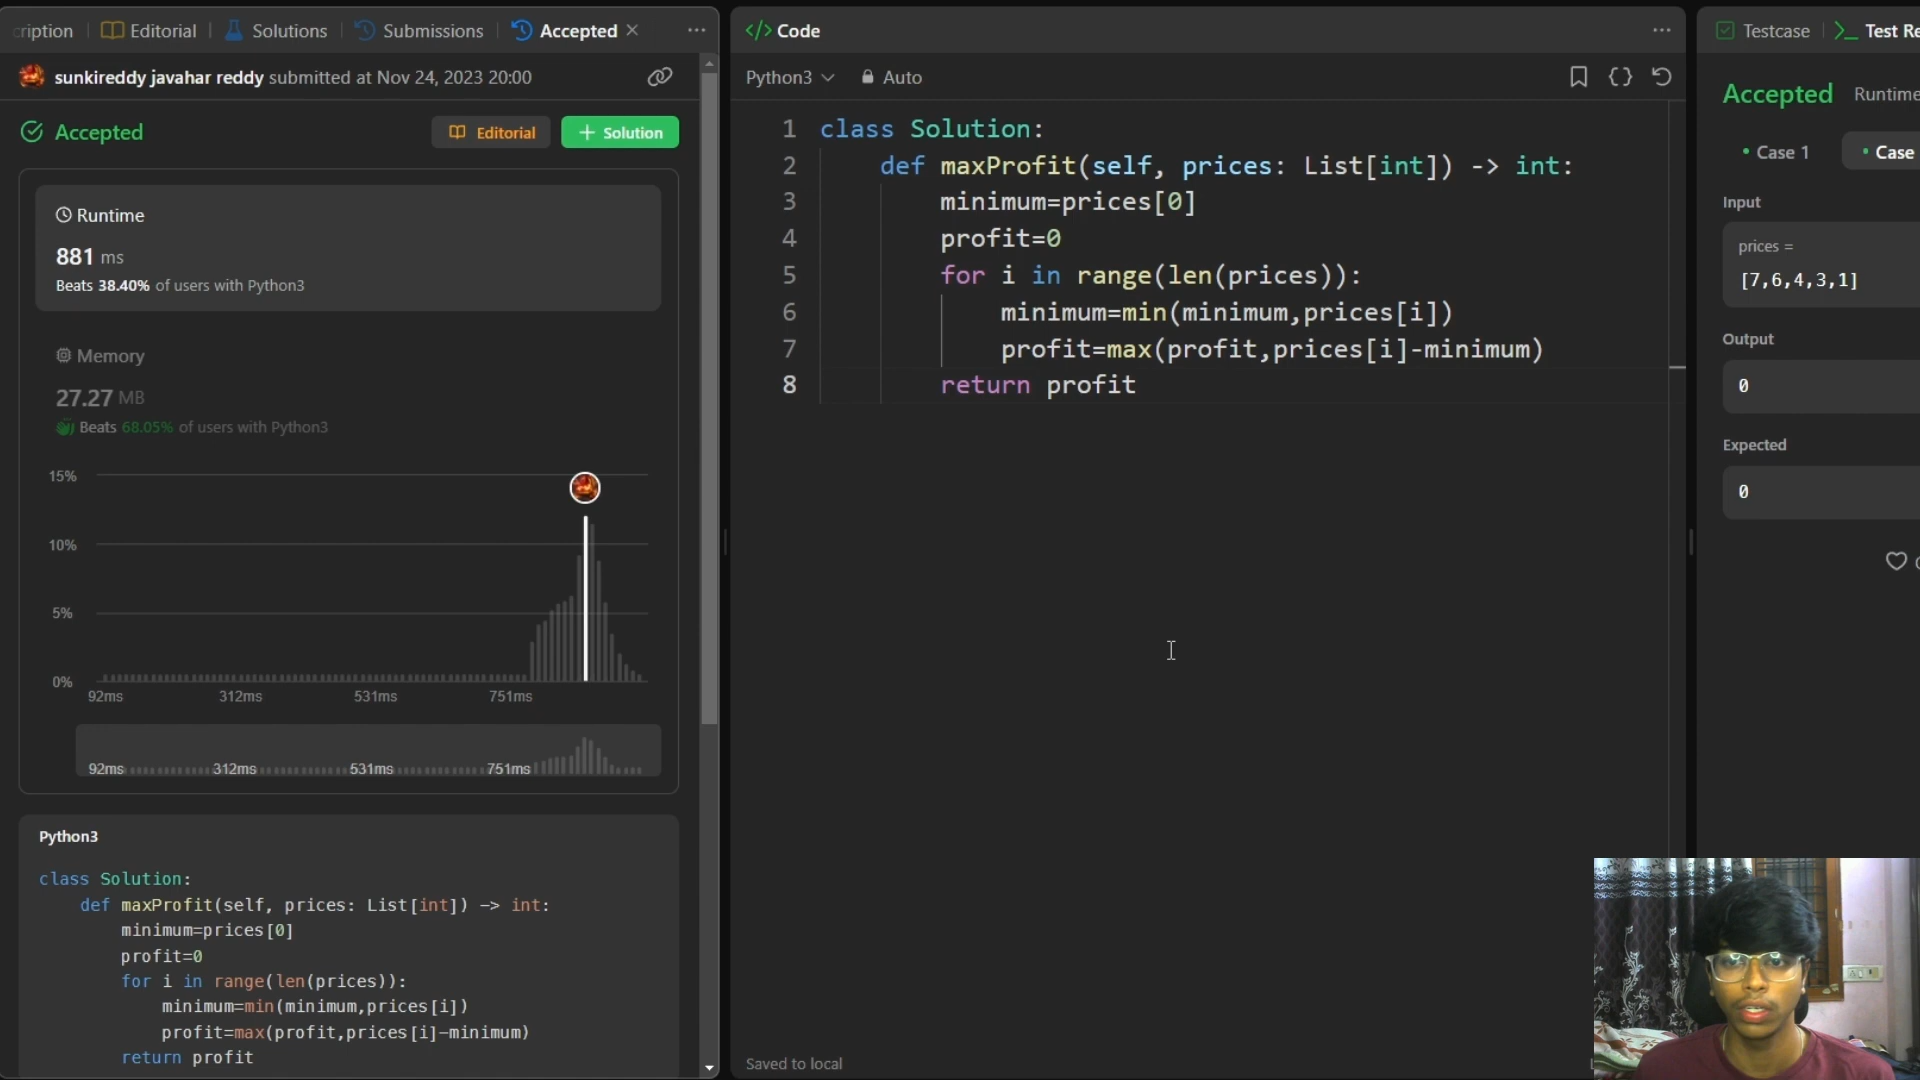 cription
Editorial
Solutions
Submissions
Accepted
sunkireddy javahar reddy submitted at Nov 24, 2023 20:00
Accepted
Editorial
Solution
Runtime
881 ms
Beats 38.40% of users with Python3
Memory
27.27 MB
Beats 68.05% of users with Python3
15%
10%
5%
0%
92ms 312ms 531ms 751ms
92ms 312ms 531ms 751ms
Python3
class Solution:
def maxProfit(self, prices: List[int]) -> int:
minimum=prices[0]
profit=0
for i in range(len(prices)):
minimum=min(minimum,prices[i])
profit=max(profit,prices[i]-minimum)
return profit
</> Code
Python3
Auto
{}
1 class Solution:
2 def maxProfit(self, prices: List[int]) -> int:
3 minimum=prices[0]
4 profit=0
5 for i in range(len(prices)):
6 minimum=min(minimum,prices[i])
7 profit=max(profit,prices[i]-minimum)
8 return profit
Saved to local
Testcase
Test Re
Accepted
Runtime
Case 1
Case
Input
prices =
[7,6,4,3,1]
Output
0
Expected
0